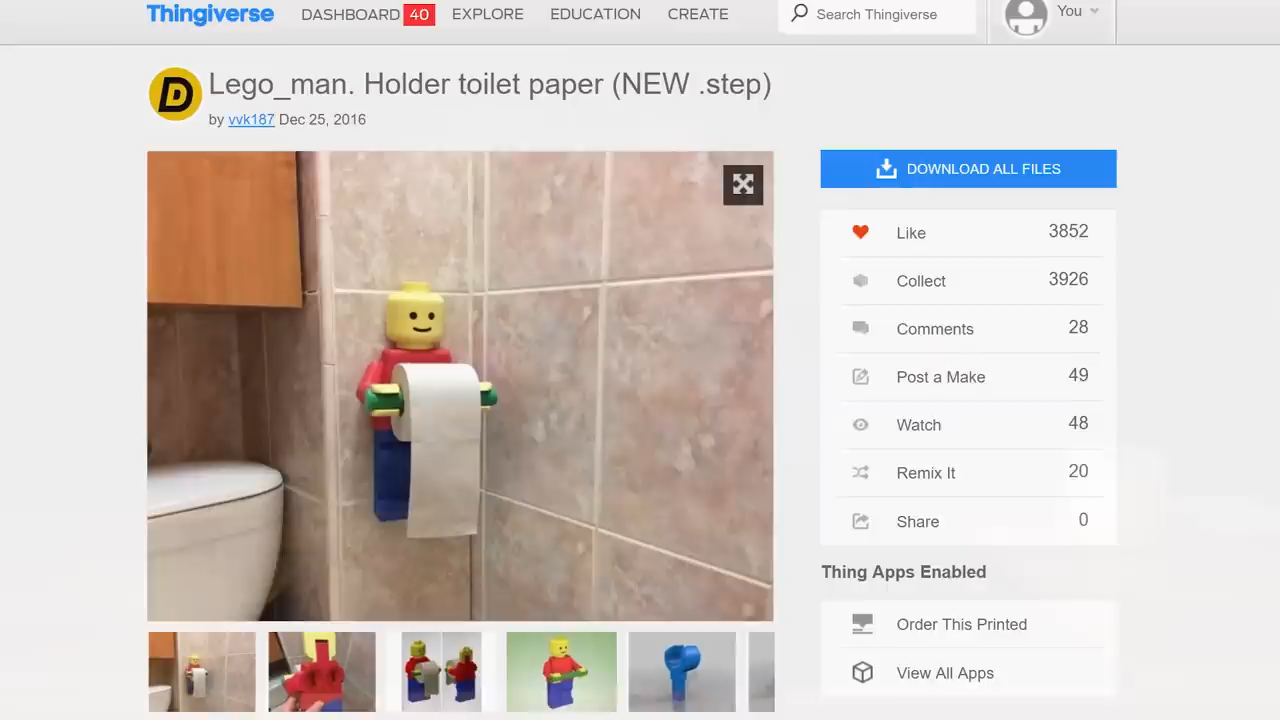 Thingiverse DASHBOARD 40 EXPLORE EDUCATION CREATE Search Thingiverse You
D Lego_man. Holder toilet paper (NEW .step)
by vvk187 Dec 25, 2016
DOWNLOAD ALL FILES
Like 3852
Collect 3926
Comments 28
Post a Make 49
Watch 48
Remix It 20
Share 0
Thing Apps Enabled
Order This Printed
View All Apps